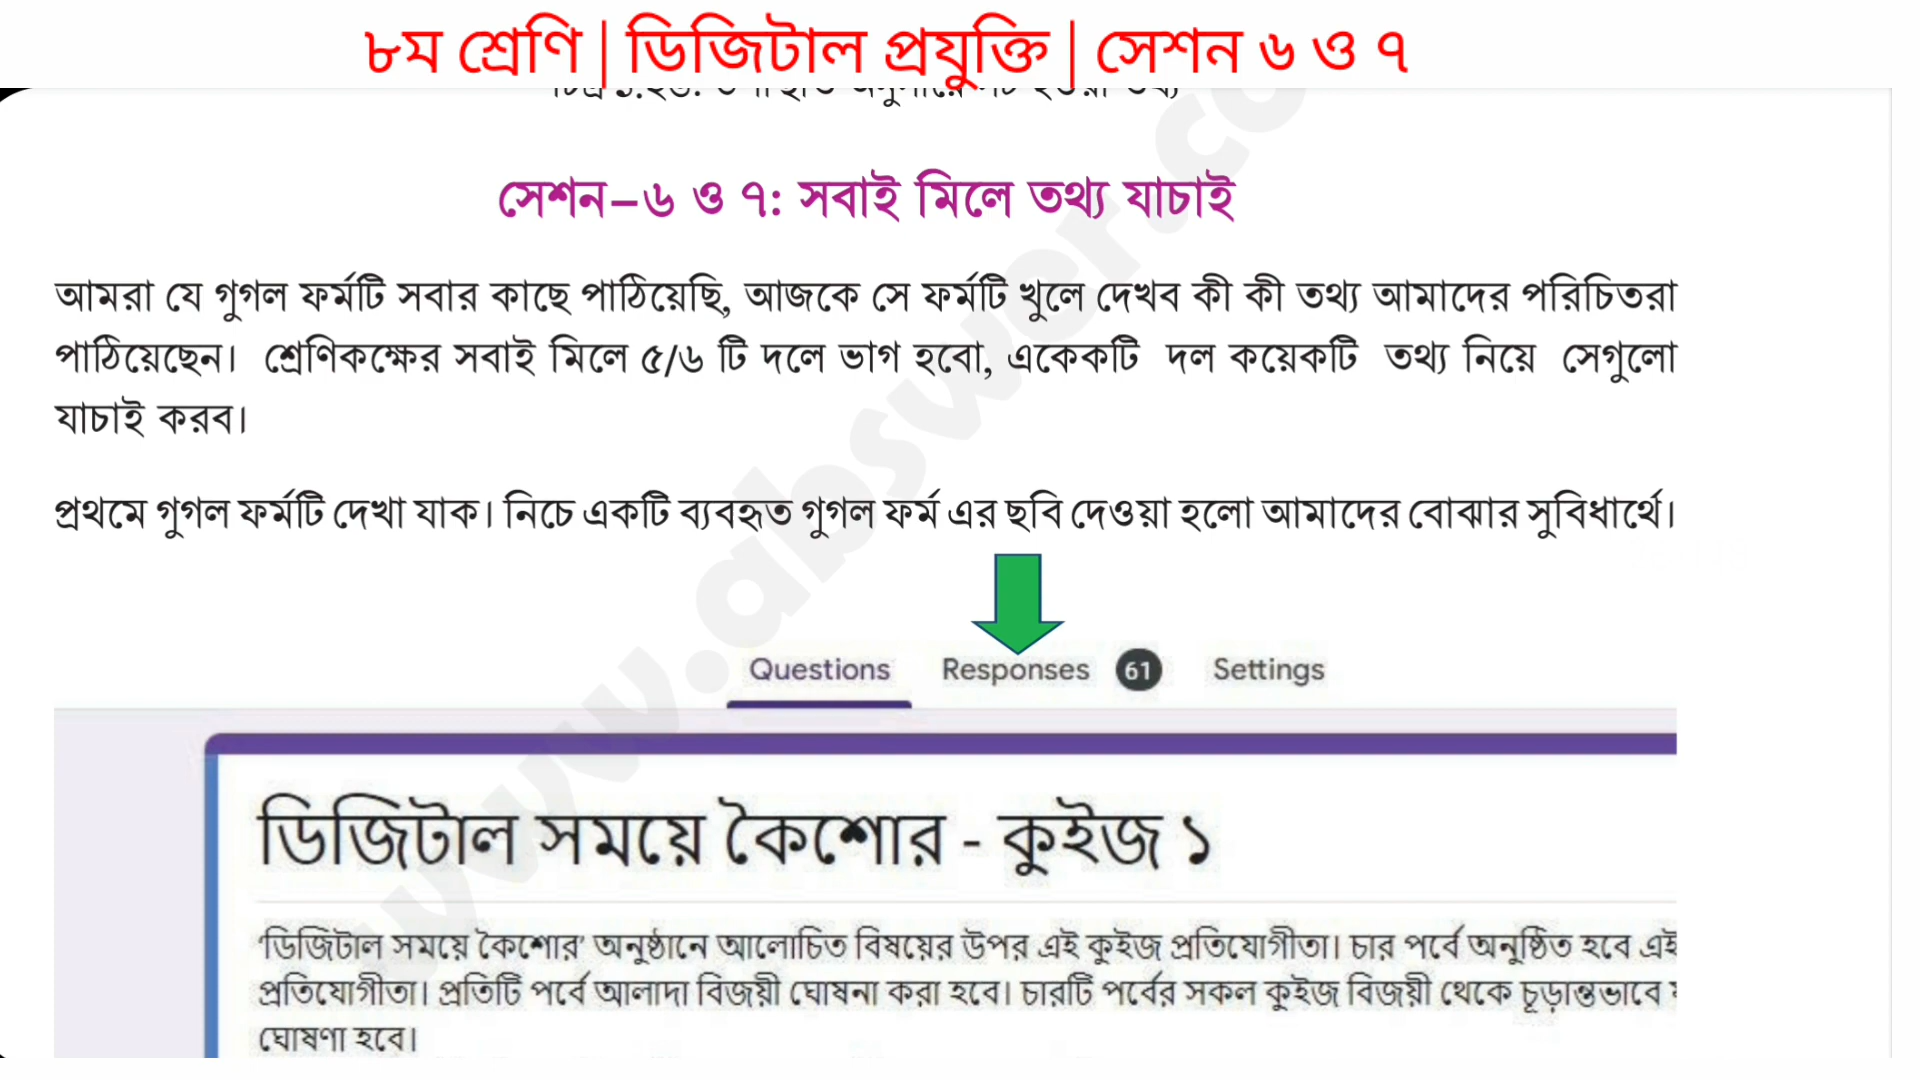 ৮ম শ্রেণি | ডিজিটাল প্রযুক্তি | সেশন ৬ ও ৭
সেশন–৬ ও ৭: সবাই মিলে তথ্য যাচাই
আমরা যে গুগল ফর্মটি সবার কাছে পাঠিয়েছি, আজকে সে ফর্মটি খুলে দেখব কী কী তথ্য আমাদের পরিচিতরা
পাঠিয়েছেন। শ্রেণিকক্ষের সবাই মিলে ৫/৬ টি দলে ভাগ হবো, একেকটি দল কয়েকটি তথ্য নিয়ে সেগুলো
যাচাই করব।
প্রথমে গুগল ফর্মটি দেখা যাক। নিচে একটি ব্যবহৃত গুগল ফর্ম এর ছবি দেওয়া হলো আমাদের বোঝার সুবিধার্থে।
Questions Responses 61 Settings
ডিজিটাল সময়ে কৈশোর - কুইজ ১
‘ডিজিটাল সময়ে কৈশোর’ অনুষ্ঠানে আলোচিত বিষয়ের উপর এই কুইজ প্রতিযোগীতা। চার পর্বে অনুষ্ঠিত হবে এই
প্রতিযোগীতা। প্রতিটি পর্বে আলাদা বিজয়ী ঘোষনা করা হবে। চারটি পর্বের সকল কুইজ বিজয়ী থেকে চূড়ান্তভাবে
ঘোষণা হবে।
www.abswer.co